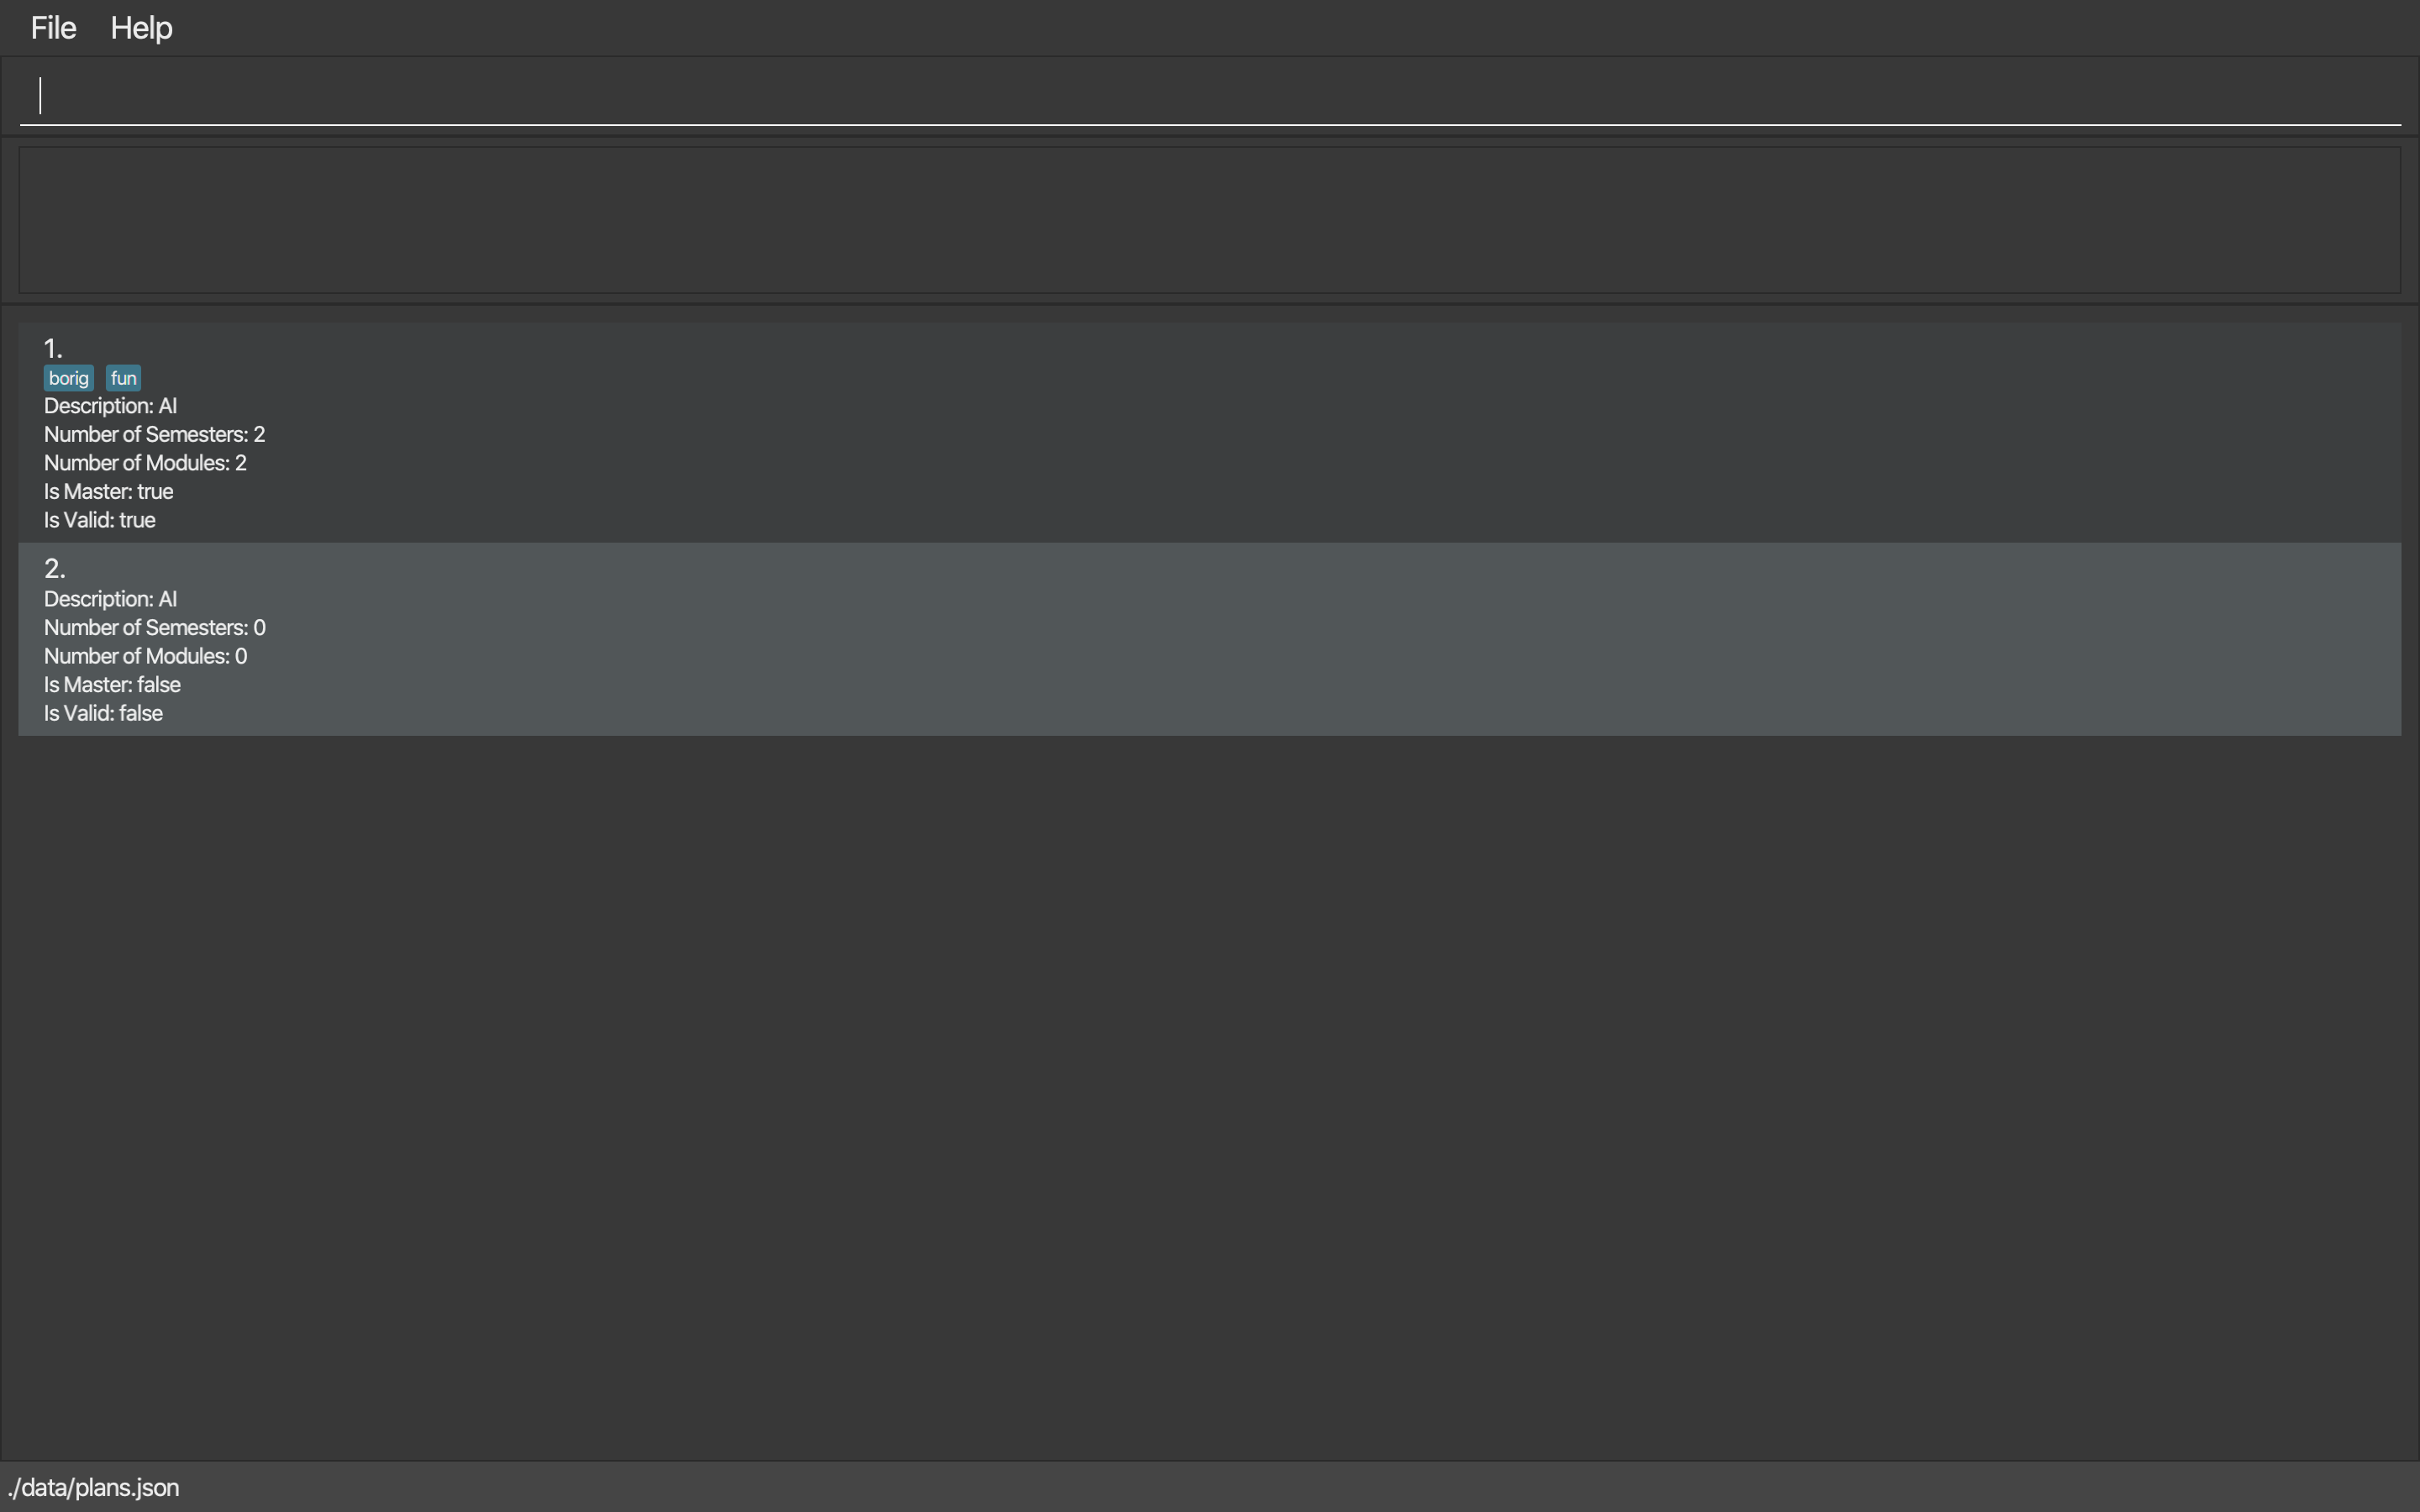 File Help
1.
borig fun
Description: AI
Number of Semesters: 2
Number of Modules: 2
Is Master: true
Is Valid: true
2.
Description: AI
Number of Semesters: 0
Number of Modules: 0
Is Master: false
Is Valid: false
./data/plans.json